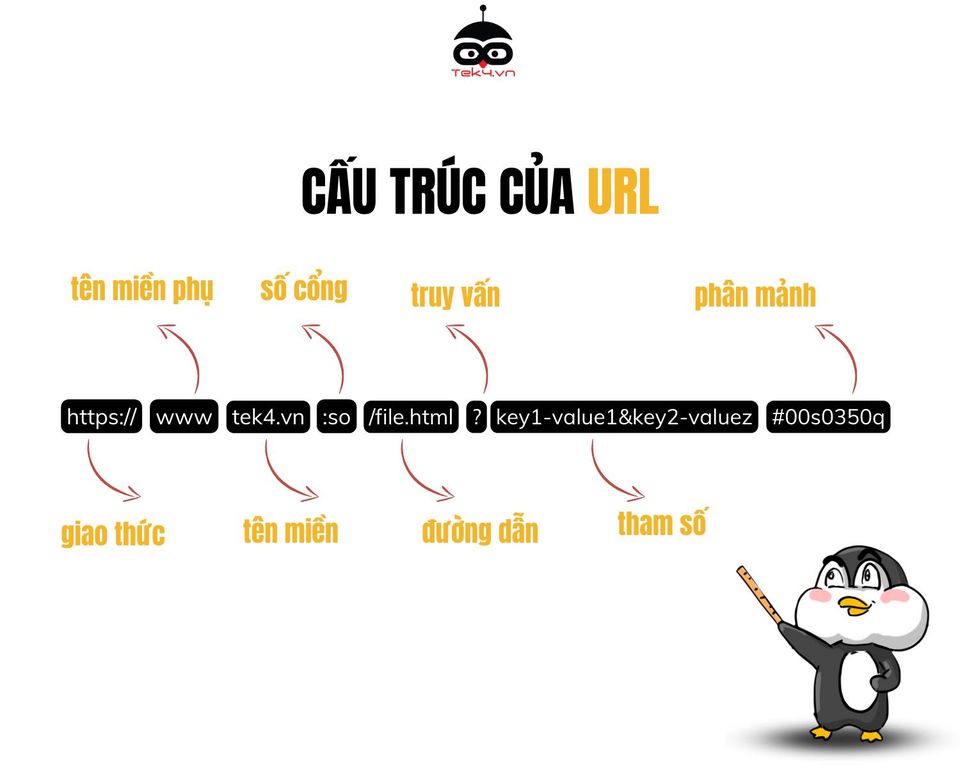 Tek4.vn
CẤU TRÚC CỦA URL
tên miền phụ số cổng truy vấn phân mảnh
https:// www tek4.vn :so /file.html ? key1-value1&key2-valuez #00s0350q
giao thức tên miền đường dẫn tham số